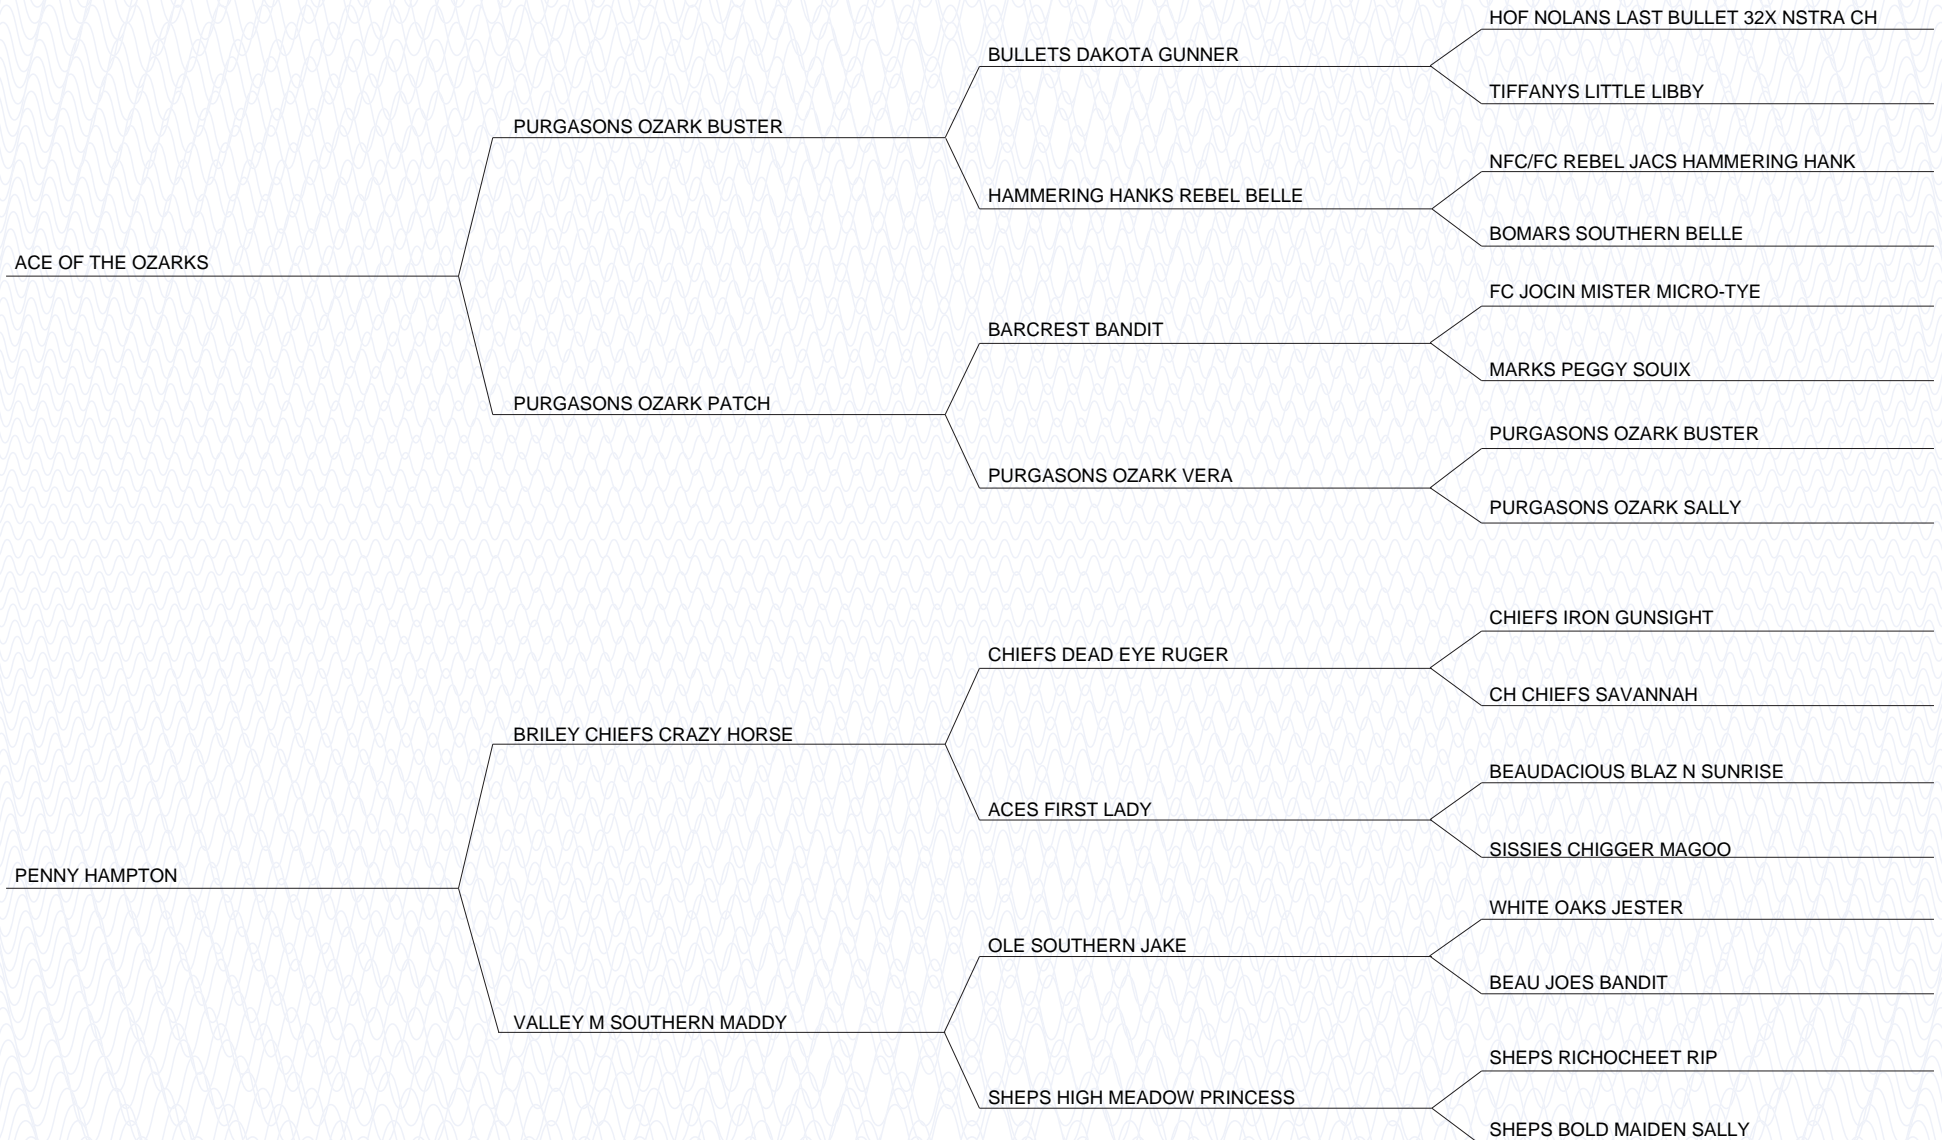 HOF NOLANS LAST BULLET 32X NSTRA CH
BULLETS DAKOTA GUNNER
TIFFANYS LITTLE LIBBY
PURGASONS OZARK BUSTER
NFC/FC REBEL JACS HAMMERING HANK
HAMMERING HANKS REBEL BELLE
BOMARS SOUTHERN BELLE
ACE OF THE OZARKS
FC JOCIN MISTER MICRO-TYE
BARCREST BANDIT
MARKS PEGGY SOUIX
PURGASONS OZARK PATCH
PURGASONS OZARK BUSTER
PURGASONS OZARK VERA
PURGASONS OZARK SALLY
CHIEFS IRON GUNSIGHT
CHIEFS DEAD EYE RUGER
CH CHIEFS SAVANNAH
BRILEY CHIEFS CRAZY HORSE
BEAUDACIOUS BLAZ N SUNRISE
ACES FIRST LADY
SISSIES CHIGGER MAGOO
PENNY HAMPTON
WHITE OAKS JESTER
OLE SOUTHERN JAKE
BEAU JOES BANDIT
VALLEY M SOUTHERN MADDY
SHEPS RICHOCHEET RIP
SHEPS HIGH MEADOW PRINCESS
SHEPS BOLD MAIDEN SALLY